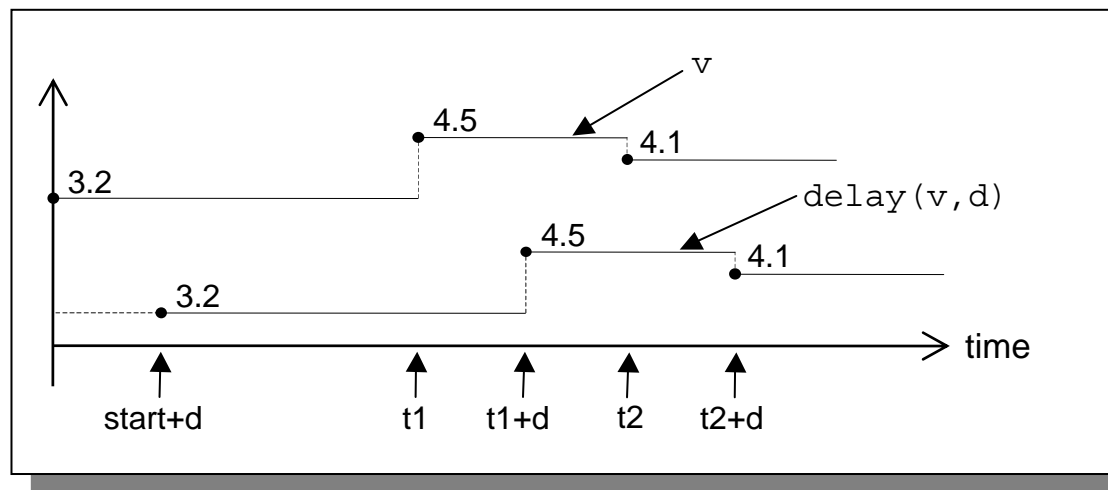 v
4.5
4.1
3.2
delay(v,d)
4.5
4.1
3.2
time
start+d t1 t1+d t2 t2+d